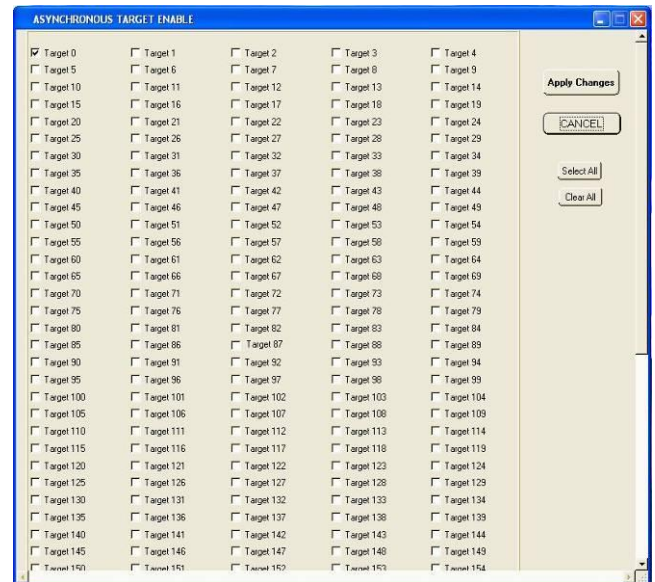 ASYNCHRONOUS TARGET ENABLE
Target 0 Target 1 Target 2 Target 3 Target 4
Target 5 Target 6 Target 7 Target 8 Target 9
Target 10 Target 11 Target 12 Target 13 Target 14
Target 15 Target 16 Target 17 Target 18 Target 19
Target 20 Target 21 Target 22 Target 23 Target 24
Target 25 Target 26 Target 27 Target 28 Target 29
Target 30 Target 31 Target 32 Target 33 Target 34
Target 35 Target 36 Target 37 Target 38 Target 39
Target 40 Target 41 Target 42 Target 43 Target 44
Target 45 Target 46 Target 47 Target 48 Target 49
Target 50 Target 51 Target 52 Target 53 Target 54
Target 55 Target 56 Target 57 Target 58 Target 59
Target 60 Target 61 Target 62 Target 63 Target 64
Target 65 Target 66 Target 67 Target 68 Target 69
Target 70 Target 71 Target 72 Target 73 Target 74
Target 75 Target 76 Target 77 Target 78 Target 79
Target 80 Target 81 Target 82 Target 83 Target 84
Target 85 Target 86 Target 87 Target 88 Target 89
Target 90 Target 91 Target 92 Target 93 Target 94
Target 95 Target 96 Target 97 Target 98 Target 99
Target 100 Target 101 Target 102 Target 103 Target 104
Target 105 Target 106 Target 107 Target 108 Target 109
Target 110 Target 111 Target 112 Target 113 Target 114
Target 115 Target 116 Target 117 Target 118 Target 119
Target 120 Target 121 Target 122 Target 123 Target 124
Target 125 Target 126 Target 127 Target 128 Target 129
Target 130 Target 131 Target 132 Target 133 Target 134
Target 135 Target 136 Target 137 Target 138 Target 139
Target 140 Target 141 Target 142 Target 143 Target 144
Target 145 Target 146 Target 147 Target 148 Target 149
Target 150 Target 151 Target 152 Target 153 Target 154
Apply Changes
CANCEL
Select All
Clear All